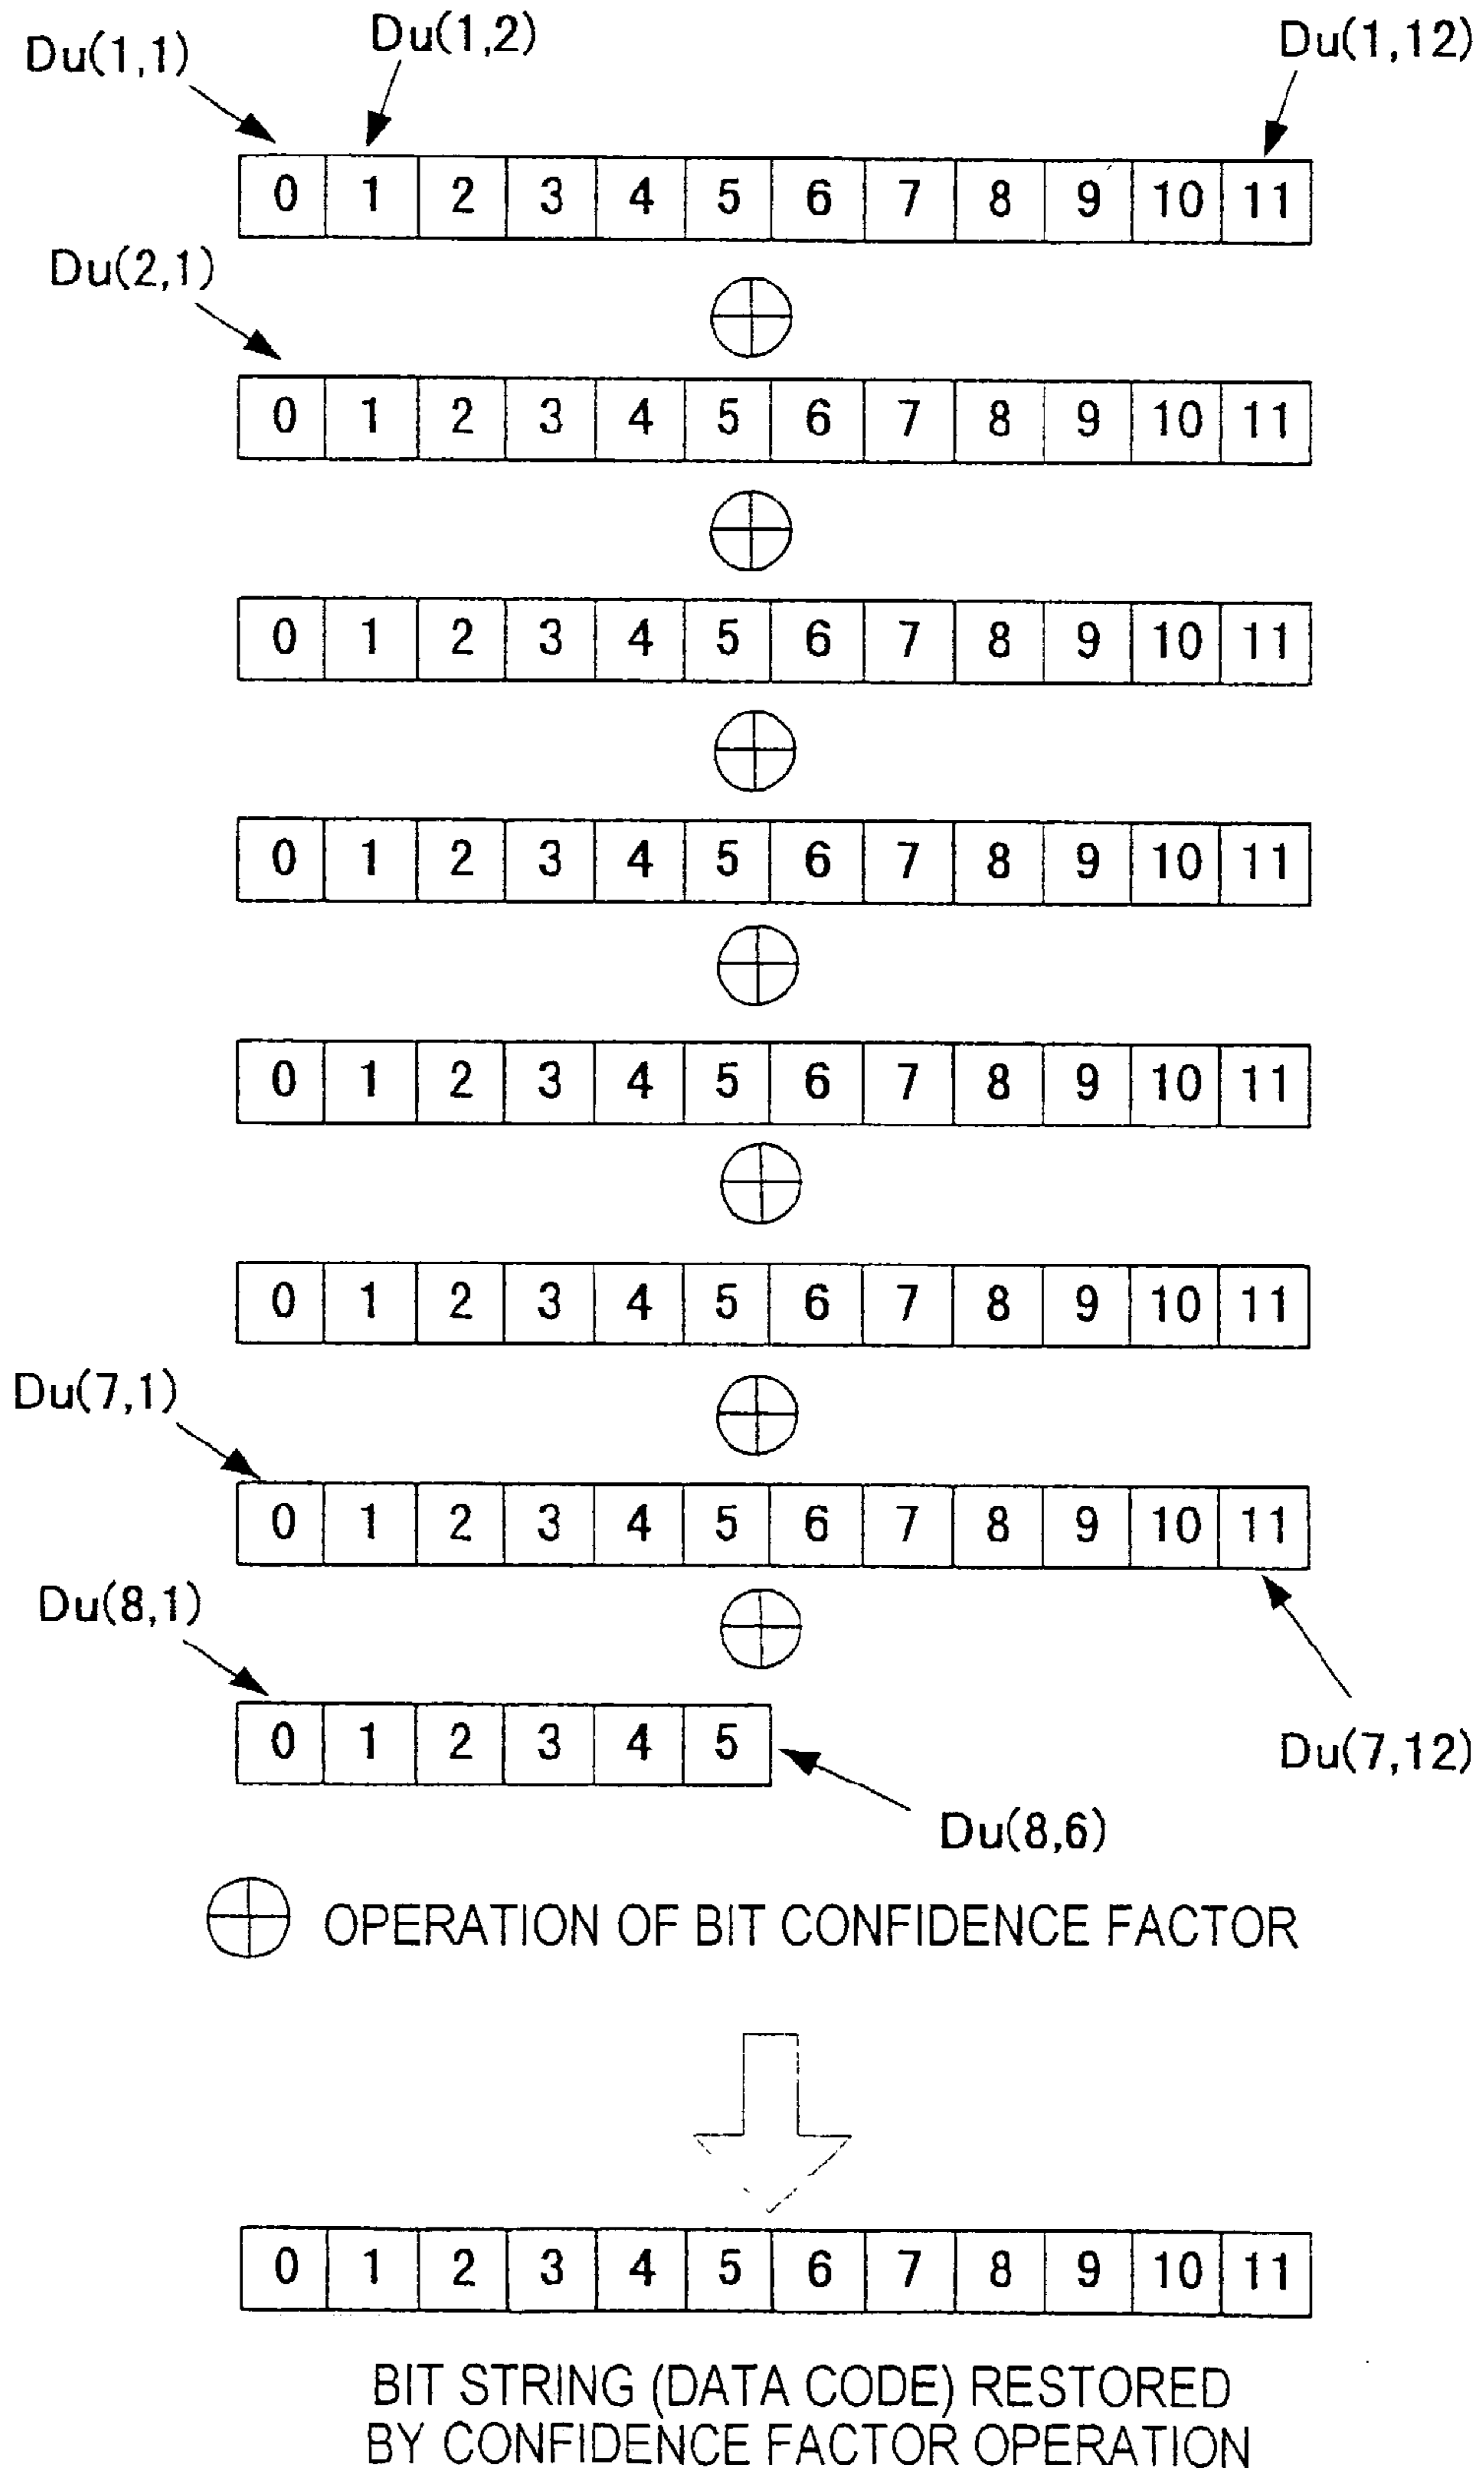 Du(1,1) Du(1,2) Du(1,12)
0 1 2 3 4 5 6 7 8 9 10 11
Du(2,1)
0 1 2 3 4 5 6 7 8 9 10 11
0 1 2 3 4 5 6 7 8 9 10 11
0 1 2 3 4 5 6 7 8 9 10 11
0 1 2 3 4 5 6 7 8 9 10 11
0 1 2 3 4 5 6 7 8 9 10 11
Du(7,1)
0 1 2 3 4 5 6 7 8 9 10 11
Du(8,1)
0 1 2 3 4 5
Du(7,12)
Du(8,6)
OPERATION OF BIT CONFIDENCE FACTOR
0 1 2 3 4 5 6 7 8 9 10 11
BIT STRING (DATA CODE) RESTORED
BY CONFIDENCE FACTOR OPERATION